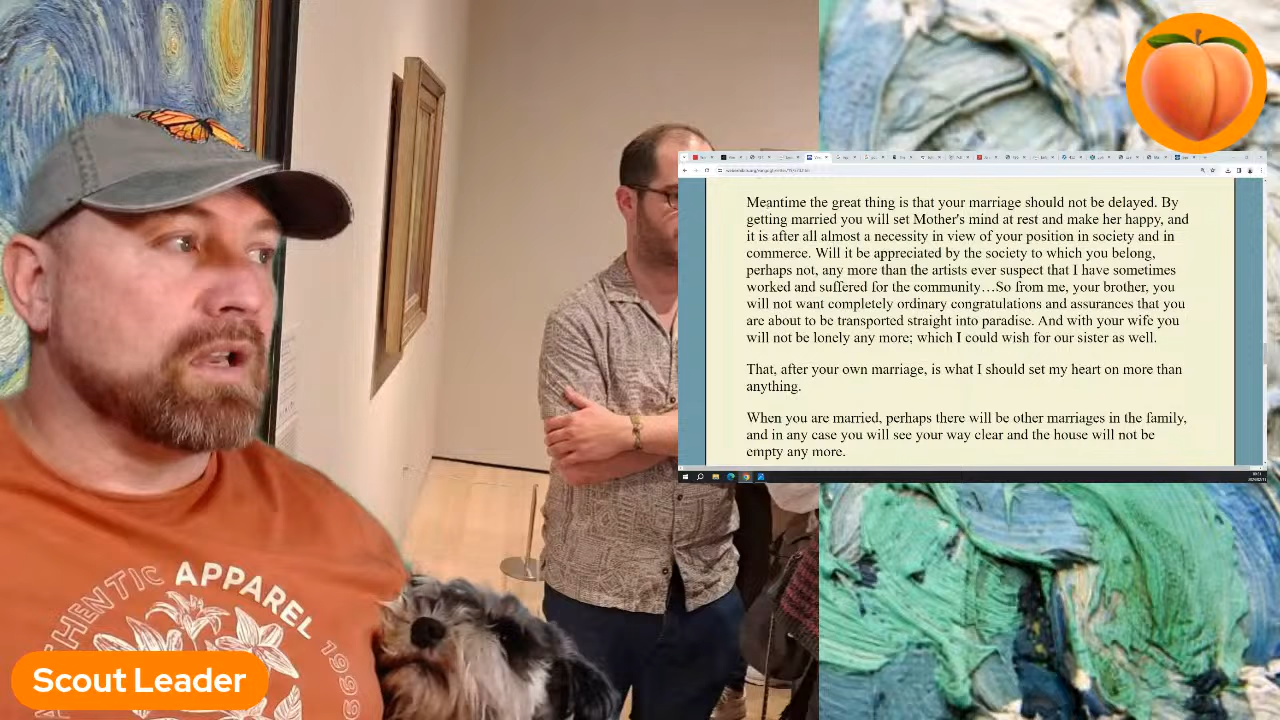 Meantime the great thing is that your marriage should not be delayed. By
getting married you will set Mother's mind at rest and make her happy, and
it is after all almost a necessity in view of your position in society and in
commerce. Will it be appreciated by the society to which you belong,
perhaps not, any more than the artists ever suspect that I have sometimes
worked and suffered for the community…So from me, your brother, you
will not want completely ordinary congratulations and assurances that you
are about to be transported straight into paradise. And with your wife you
will not be lonely any more; which I could wish for our sister as well.
That, after your own marriage, is what I should set my heart on more than
anything.
When you are married, perhaps there will be other marriages in the family,
and in any case you will see your way clear and the house will not be
empty any more.
APPAREL
Scout Leader